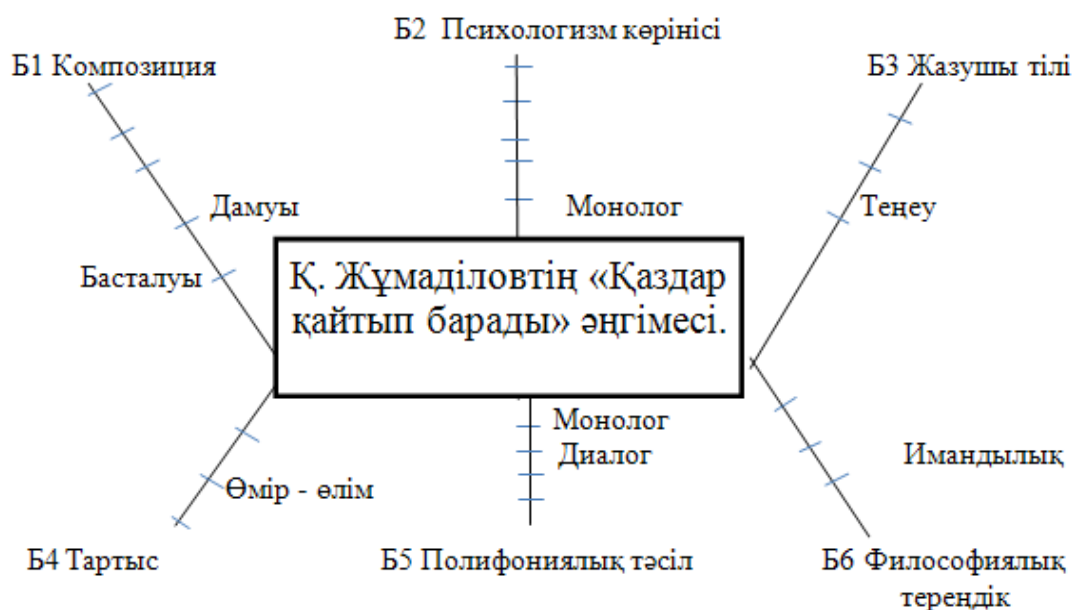 Б2 Психологизм көрінісі
Б1 Композиция
Б3 Жазушы тілі
Дамуы
Монолог
Теңеу
Басталуы
Қ. Жұмаділовтің «Қаздар
қайтып барады» әңгімесі.
Монолог
Диалог
Имандылық
Өмір - өлім
Б4 Тартыс
Б5 Полифониялық тәсіл
Б6 Философиялық
тереңдік